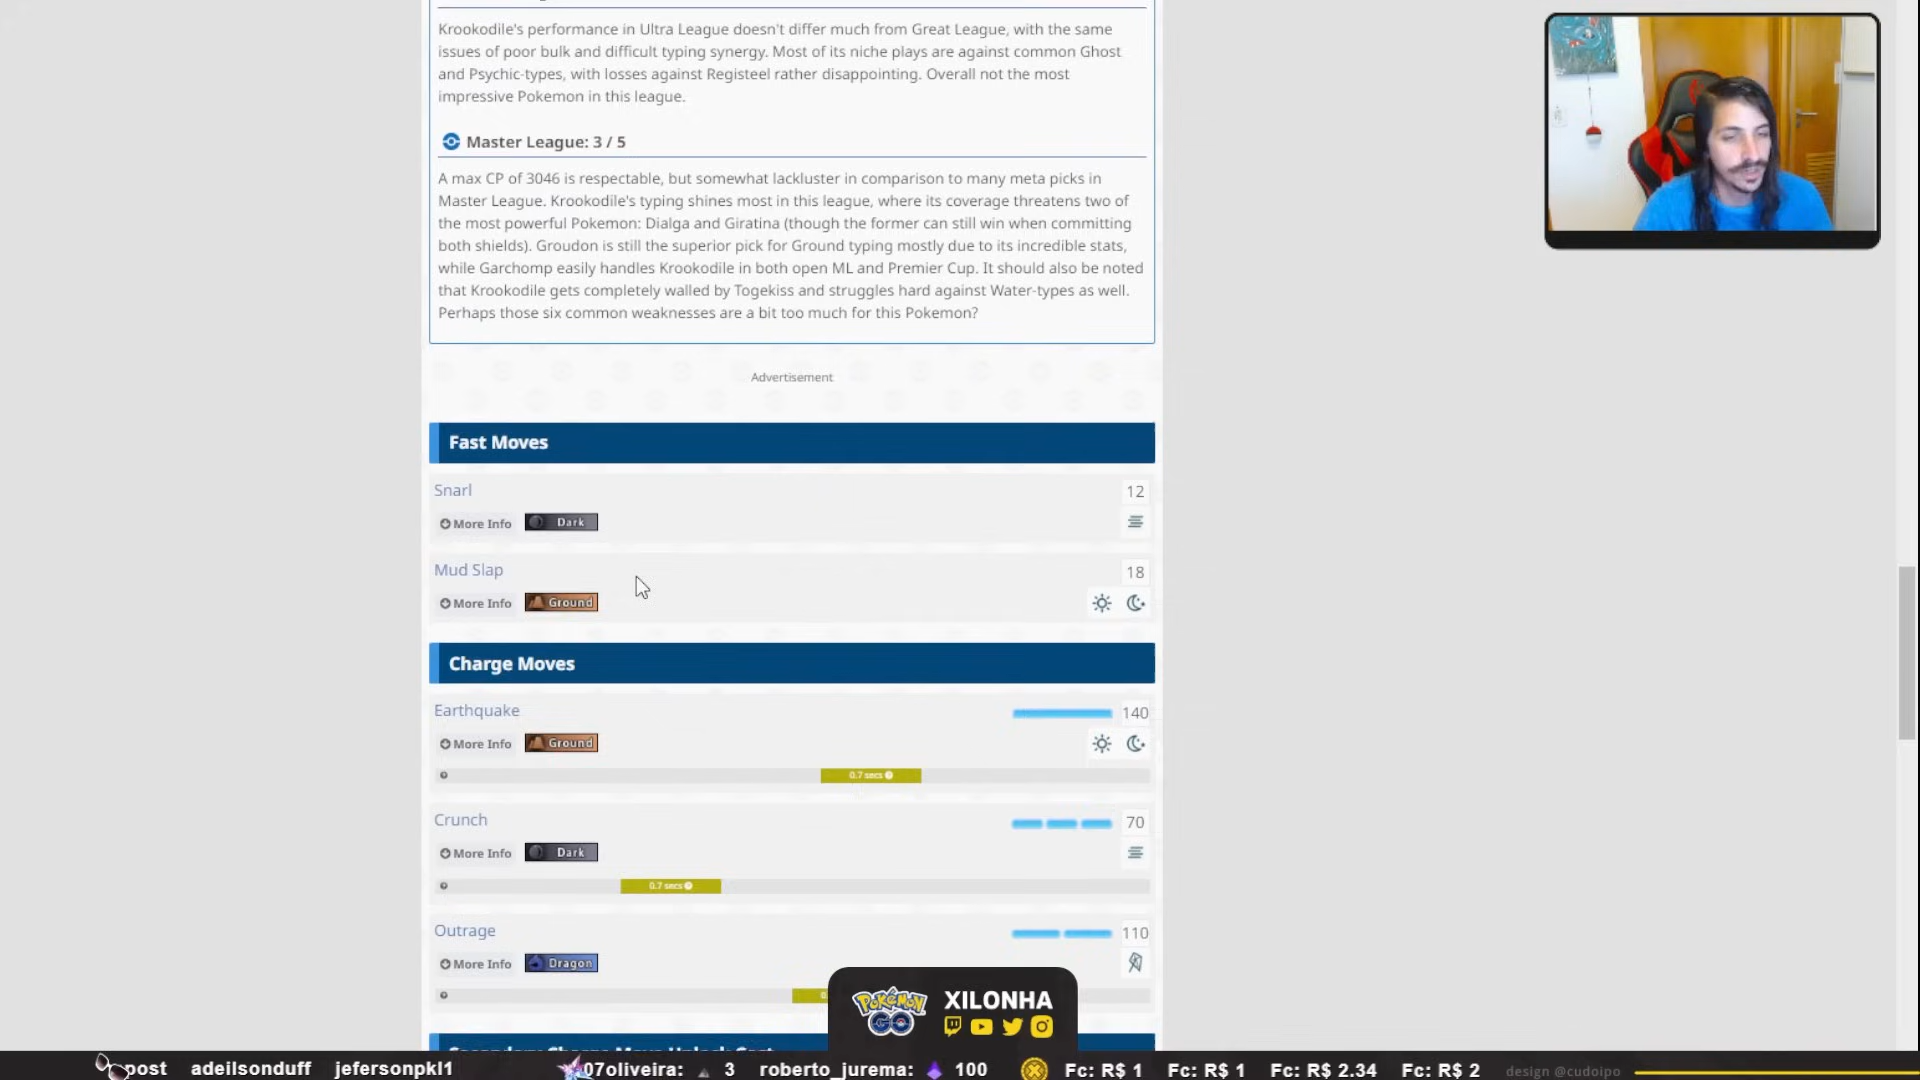 Krookodile's performance in Ultra League doesn't differ much from Great League, with the same
issues of poor bulk and difficult typing synergy. Most of its niche plays are against common Ghost
and Psychic-types, with losses against Registeel rather disappointing. Overall not the most
impressive Pokemon in this league.
Master League: 3 / 5
A max CP of 3046 is respectable, but somewhat lackluster in comparison to many meta picks in
Master League. Krookodile's typing shines most in this league, where its coverage threatens two of
the most powerful Pokemon: Dialga and Giratina (though the former can still win when committing
both shields). Groudon is still the superior pick for Ground typing mostly due to its incredible stats,
while Garchomp easily handles Krookodile in both open ML and Premier Cup. It should also be noted
that Krookodile gets completely walled by Togekiss and struggles hard against Water-types as well.
Perhaps those six common weaknesses are a bit too much for this Pokemon?
Advertisement
Fast Moves
Snarl 12
More Info Dark
Mud Slap 18
More Info Ground
Charge Moves
Earthquake 140
More Info Ground
0.7 secs
Crunch 70
More Info Dark
0.7 secs
Outrage 110
More Info Dragon
POKÉMON GO XILONHA
post adeilsonduff jefersonpkl1 07oliveira: 3 roberto_jurema: 100 Fc: R$ 1 Fc: R$ 1 Fc: R$ 2.34 Fc: R$ 2 design @cudoipo